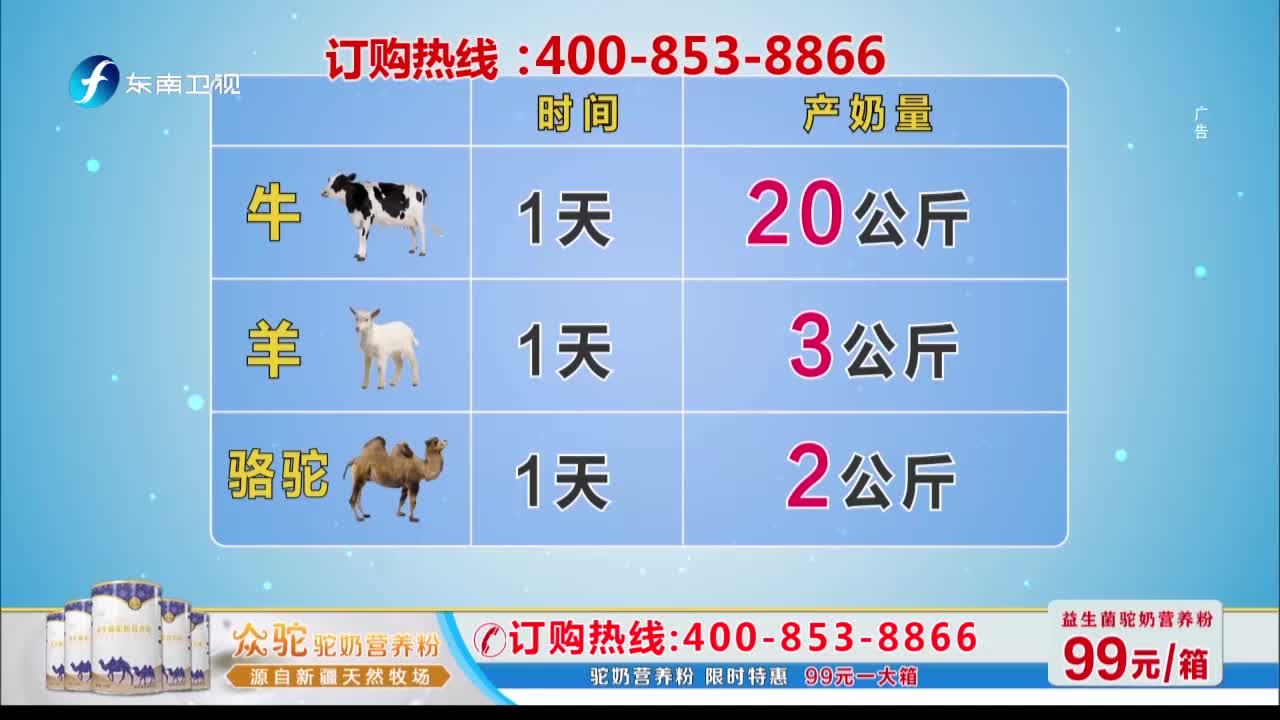 订购热线:400-853-8866
东南卫视
广告
时间 产奶量
牛 1天 20公斤
羊 1天 3公斤
骆驼 1天 2公斤
众驼 驼奶营养粉
源自新疆天然牧场
订购热线:400-853-8866
驼奶营养粉 限时特惠 99元一大箱
益生菌驼奶营养粉
99元/箱